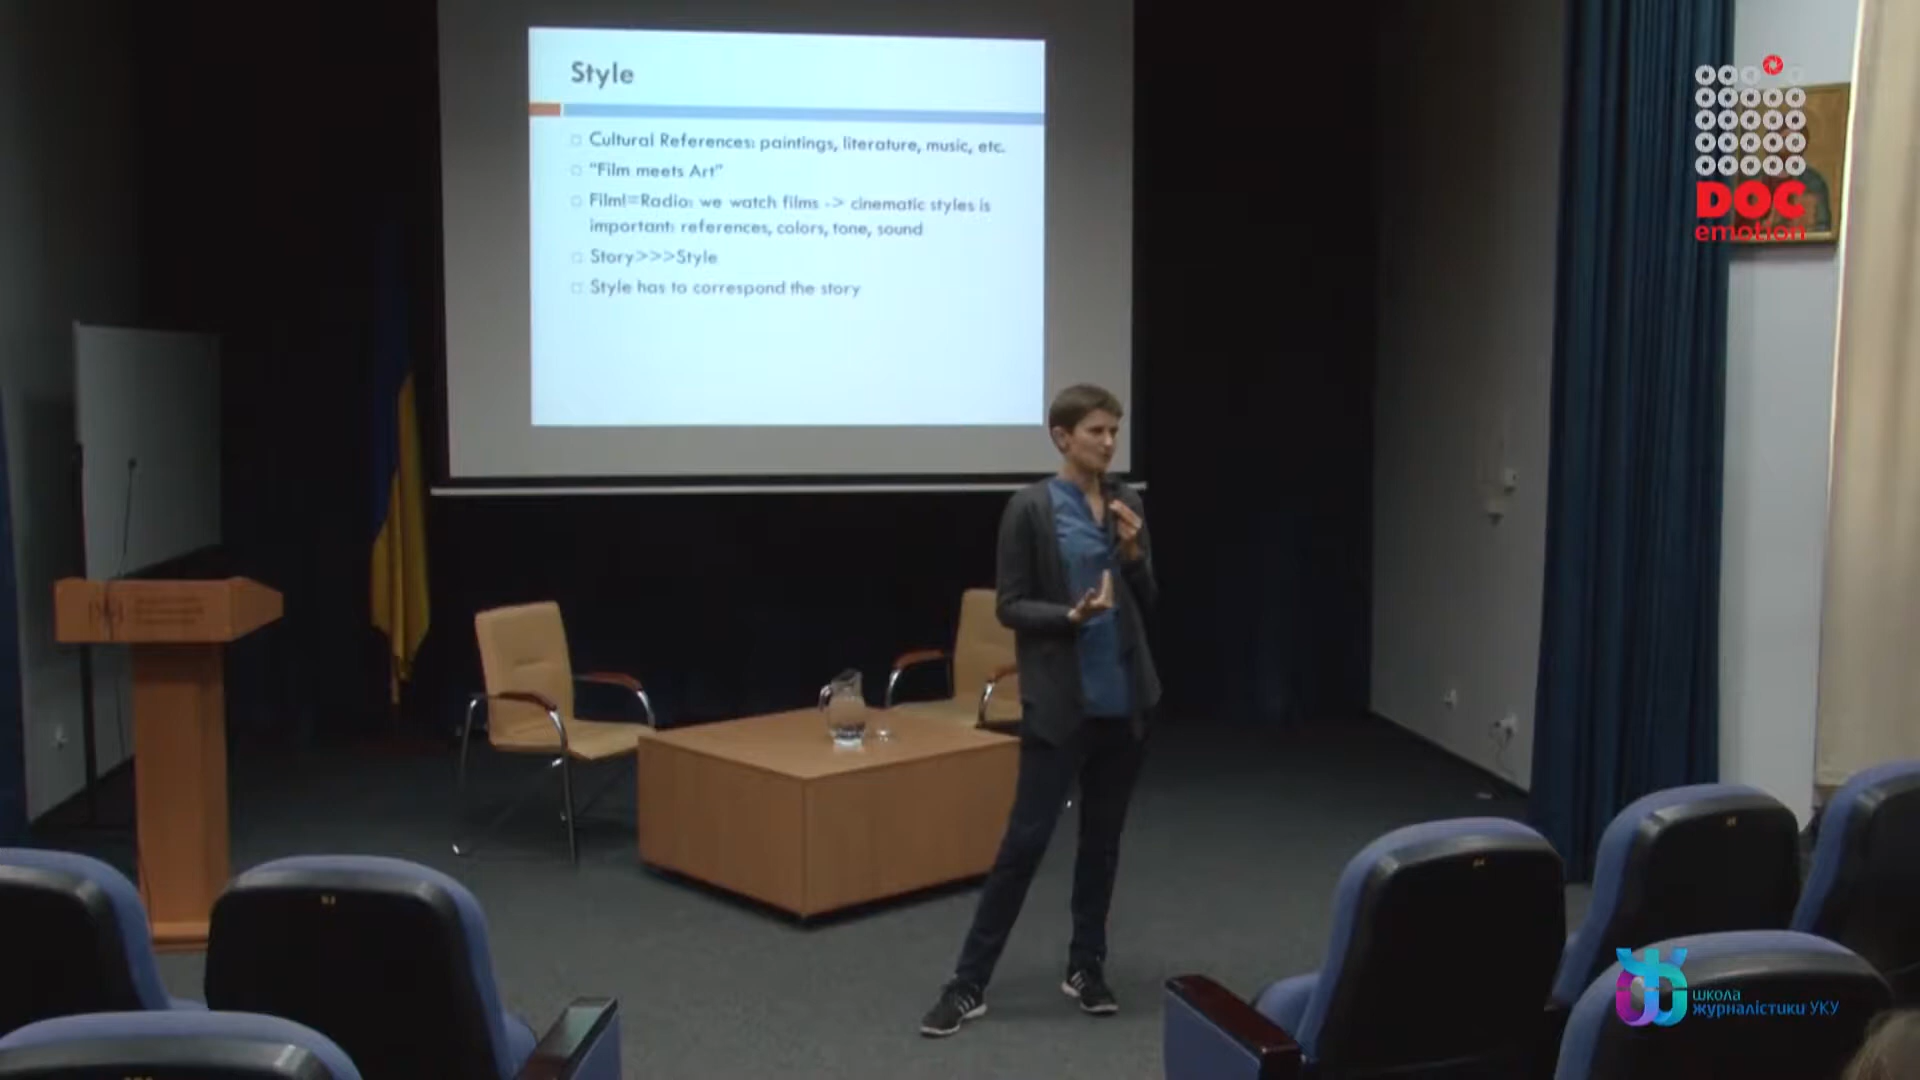 Style
Cultural References: paintings, literature, music, etc.
"Film meets Art"
Film!=Radio: we watch films -> cinematic styles is
important: references, colors, tone, sound
Story>>>Style
Style has to correspond the story
DOC
emotion
школа
журналістики УКУ